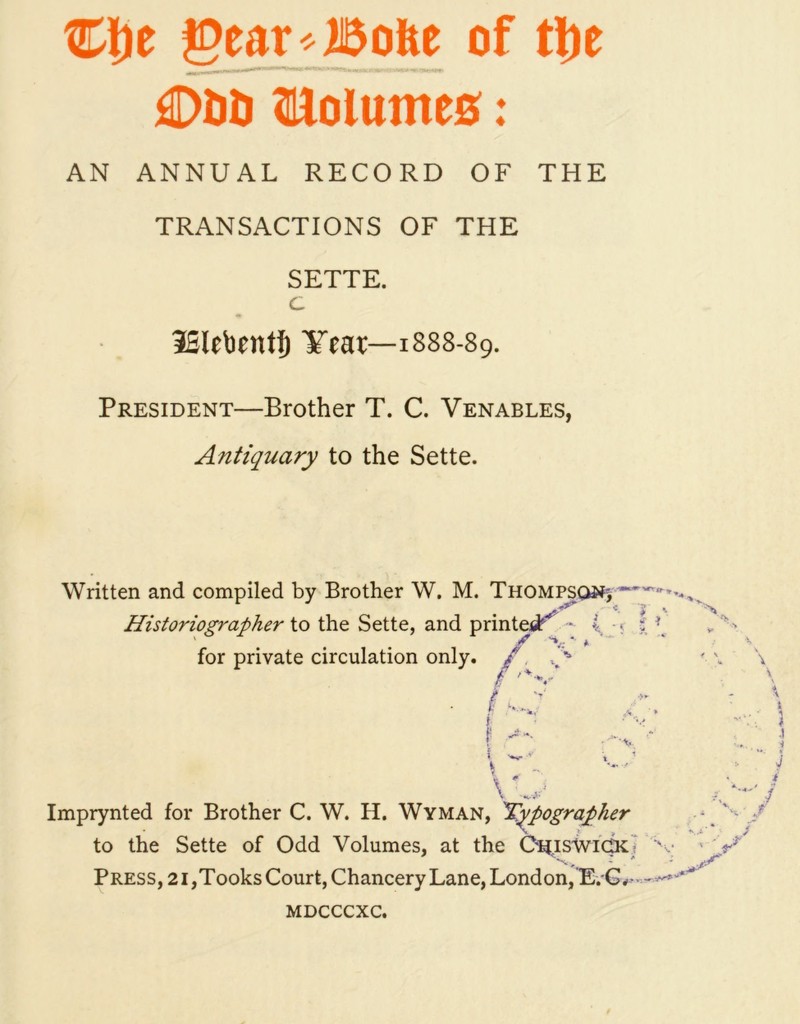 The Year-Boke of the
Odd Volumes:
AN ANNUAL RECORD OF THE
TRANSACTIONS OF THE
SETTE.
C
Eleventh Year—1888-89.
PRESIDENT—Brother T. C. VENABLES,
Antiquary to the Sette.
Written and compiled by Brother W. M. THOMPSON,
Historiographer to the Sette, and printed
for private circulation only.
Imprynted for Brother C. W. H. WYMAN, Typographer
to the Sette of Odd Volumes, at the CHISWICK
PRESS, 21, Tooks Court, Chancery Lane, London, E.C.
MDCCCXC.